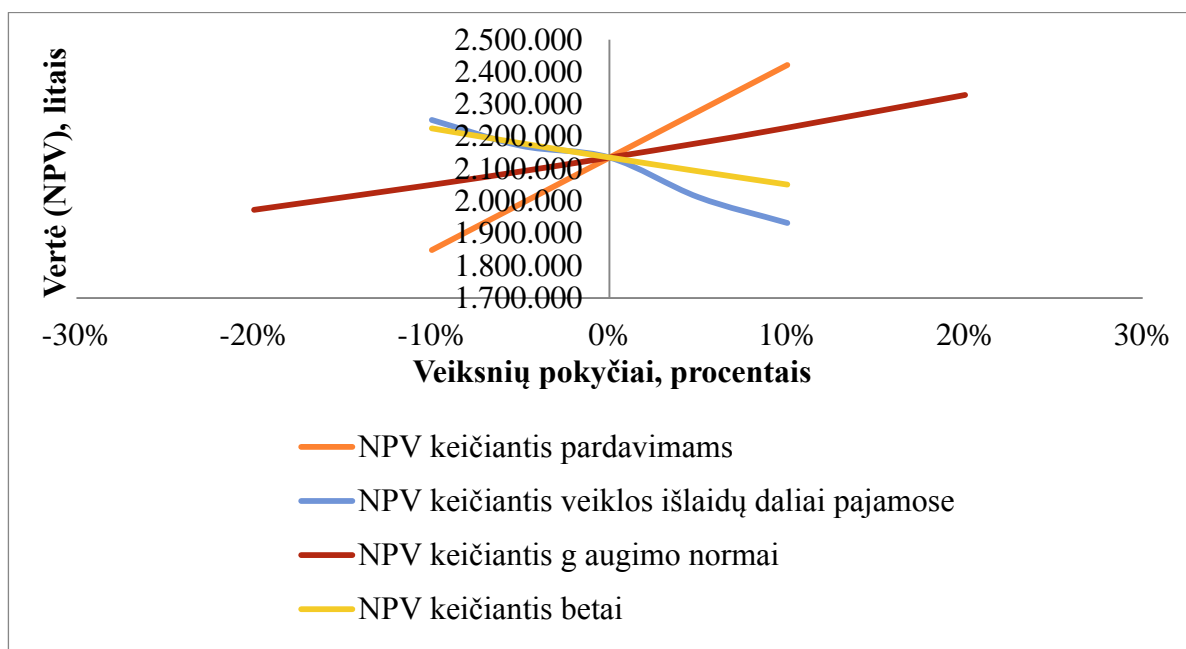 Vertė (NPV), litais
2.500.000
2.400.000
2.300.000
2.200.000
2.100.000
2.000.000
1.900.000
1.800.000
1.700.000
-30% -20% -10% 0% 10% 20% 30%
Veiksnių pokyčiai, procentais
NPV keičiantis pardavimams
NPV keičiantis veiklos išlaidų daliai pajamose
NPV keičiantis g augimo normai
NPV keičiantis betai